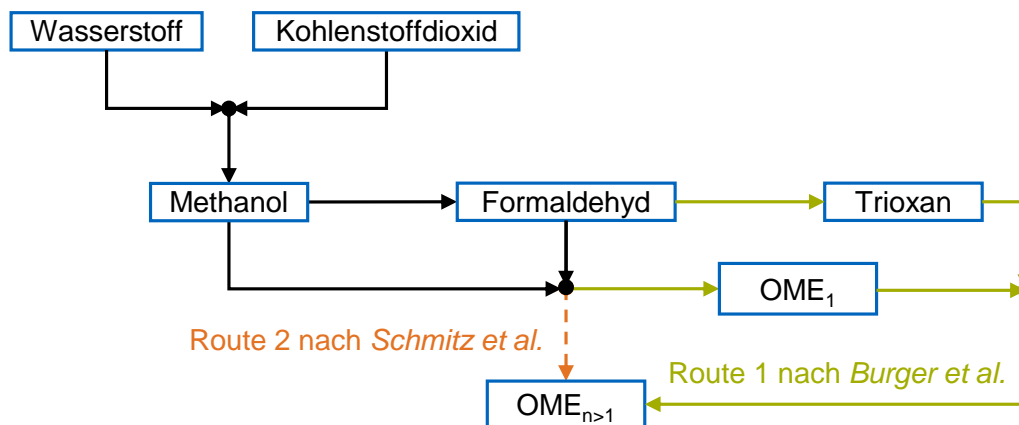 Wasserstoff
Kohlenstoffdioxid
Methanol
Formaldehyd
Trioxan
OME₁
Route 2 nach Schmitz et al.
Route 1 nach Burger et al.
OMEₙ>₁